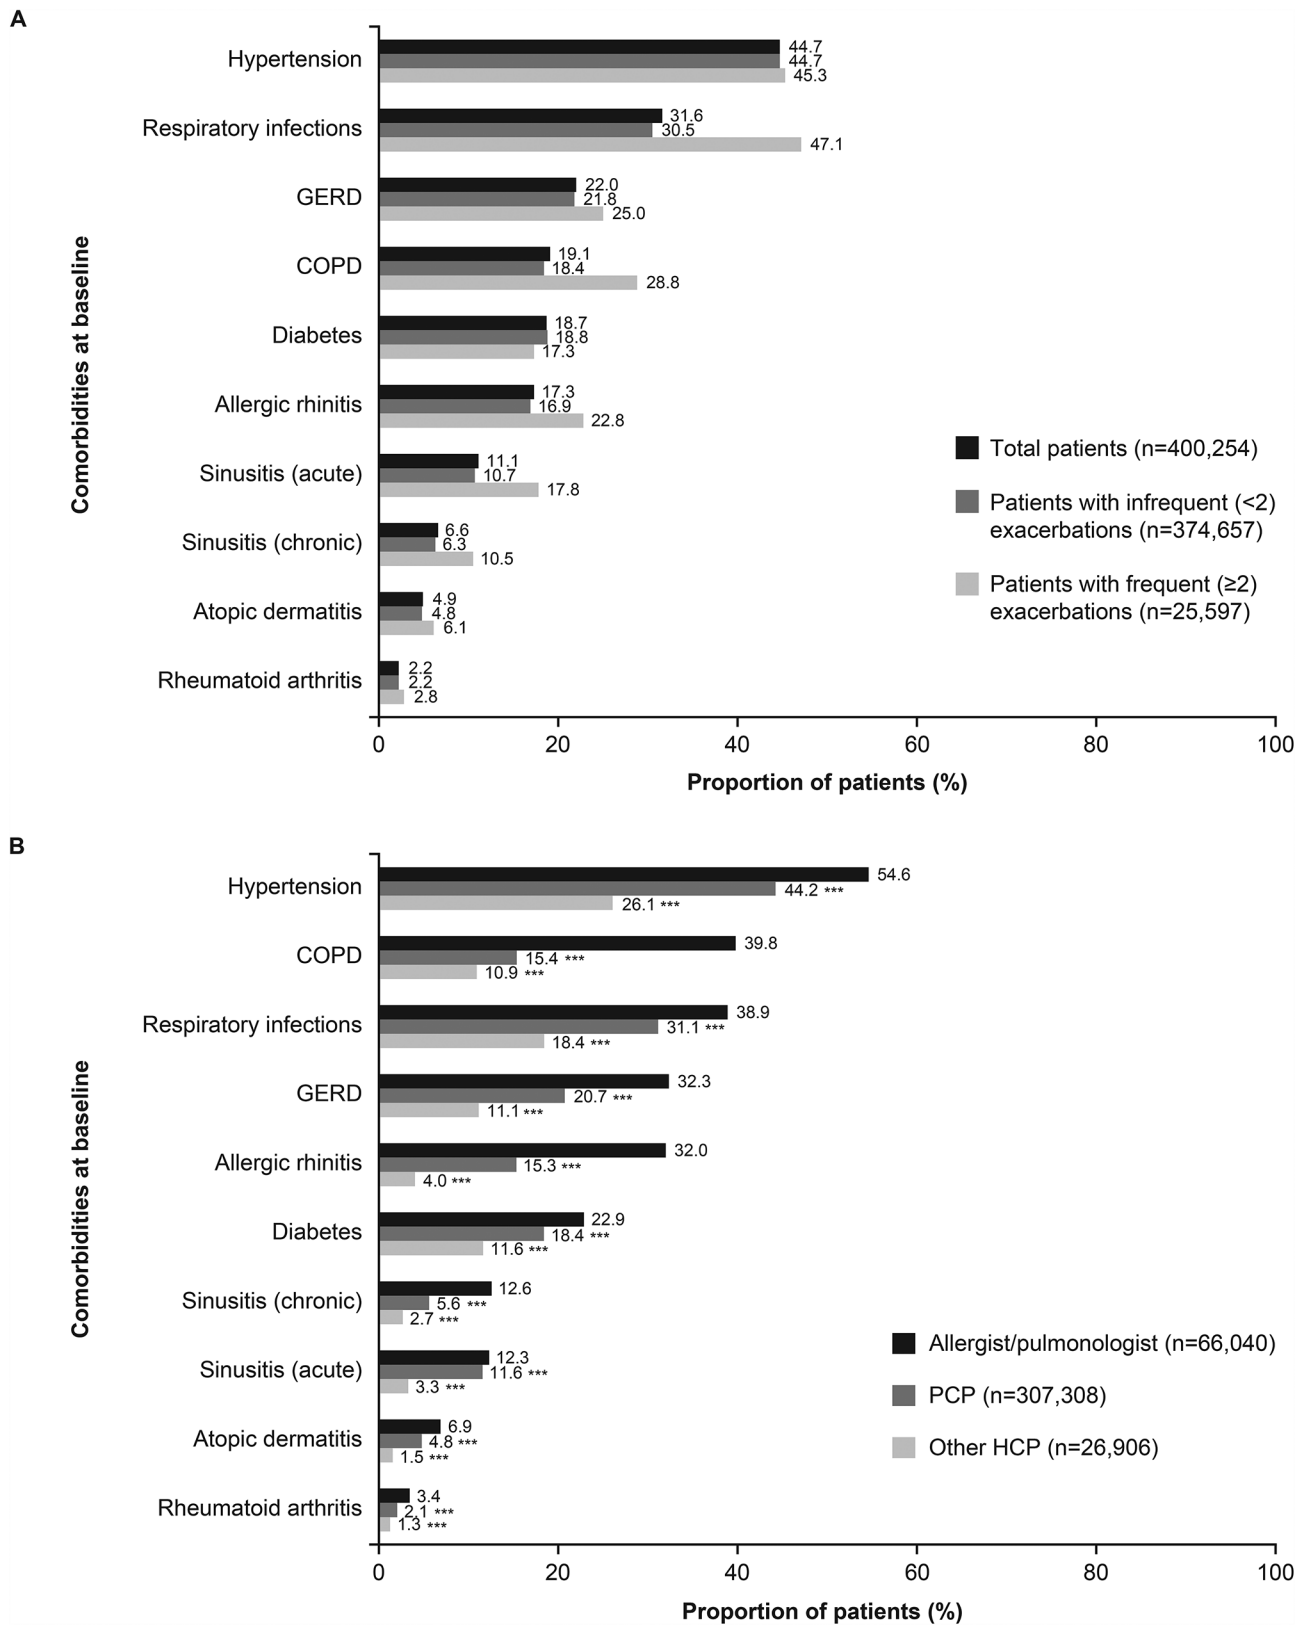 A
Comorbidities at baseline
Hypertension
44.7
44.7
45.3
Respiratory infections
31.6
30.5
47.1
GERD
22.0
21.8
25.0
COPD
19.1
18.4
28.8
Diabetes
18.7
18.8
17.3
Allergic rhinitis
17.3
16.9
22.8
Sinusitis (acute)
11.1
10.7
17.8
Sinusitis (chronic)
6.6
6.3
10.5
Atopic dermatitis
4.9
4.8
6.1
Rheumatoid arthritis
2.2
2.2
2.8
Total patients (n=400,254)
Patients with infrequent (<2)
exacerbations (n=374,657)
Patients with frequent (≥2)
exacerbations (n=25,597)
0 20 40 60 80 100
Proportion of patients (%)
B
Comorbidities at baseline
Hypertension
54.6
44.2 ***
26.1 ***
COPD
39.8
15.4 ***
10.9 ***
Respiratory infections
38.9
31.1 ***
18.4 ***
GERD
32.3
20.7 ***
11.1 ***
Allergic rhinitis
32.0
15.3 ***
4.0 ***
Diabetes
22.9
18.4 ***
11.6 ***
Sinusitis (chronic)
12.6
5.6 ***
2.7 ***
Sinusitis (acute)
12.3
11.6 ***
3.3 ***
Atopic dermatitis
6.9
4.8 ***
1.5 ***
Rheumatoid arthritis
3.4
2.1 ***
1.3 ***
Allergist/pulmonologist (n=66,040)
PCP (n=307,308)
Other HCP (n=26,906)
0 20 40 60 80 100
Proportion of patients (%)